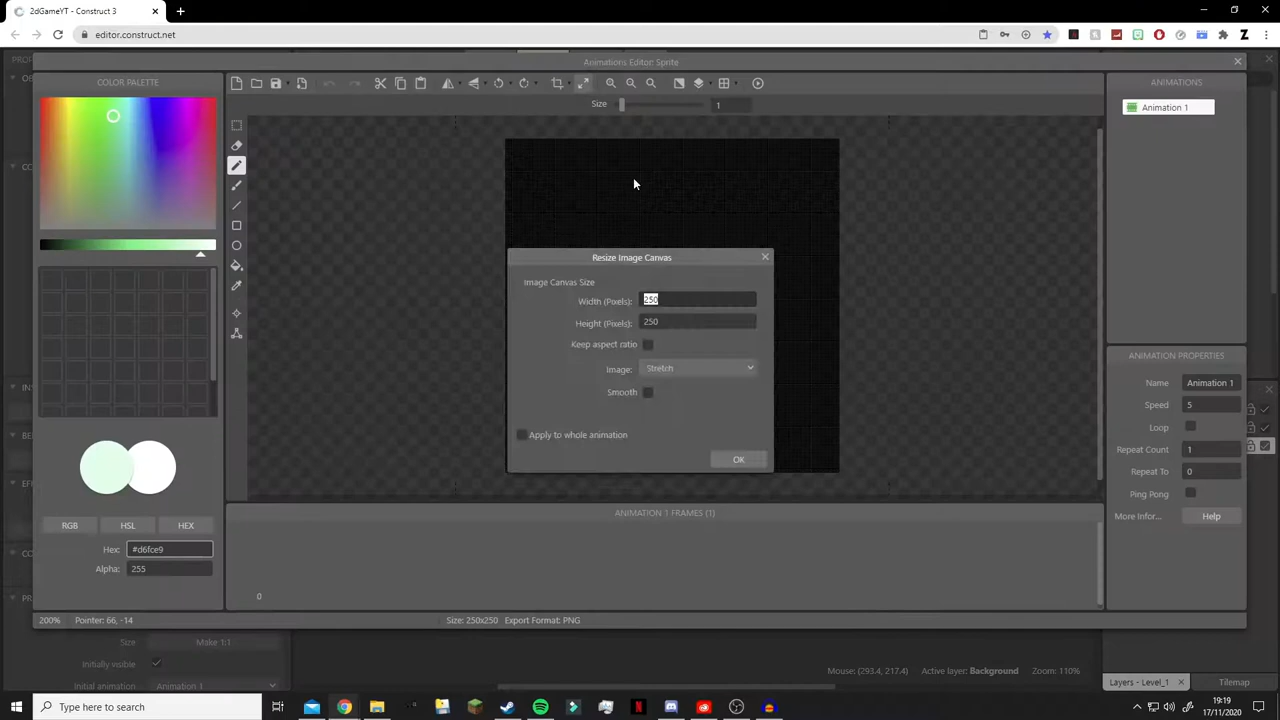 2dGameYT - Construct 3
editor.construct.net
Animations Editor: Sprite
COLOR PALETTE
ANIMATIONS
Size 1
Animation 1
Resize Image Canvas
Image Canvas Size
Width (Pixels): 250
Height (Pixels): 250
Keep aspect ratio
Image: Stretch
Smooth
Apply to whole animation
OK
ANIMATION PROPERTIES
Name Animation 1
Speed 5
Loop
Repeat Count 1
Repeat To 0
Ping Pong
More Infor... Help
RGB HSL HEX
Hex: #d6fce9
Alpha: 255
ANIMATION 1 FRAMES (1)
0
200% Pointer: 66, -14 Size: 250x250 Export Format: PNG
Size Make 1:1
Initially visible
Initial animation Animation 1
Mouse: (293.4, 217.4) Active layer: Background Zoom: 110%
Layers - Level_1 Tilemap
Type here to search
19:19
17/11/2020